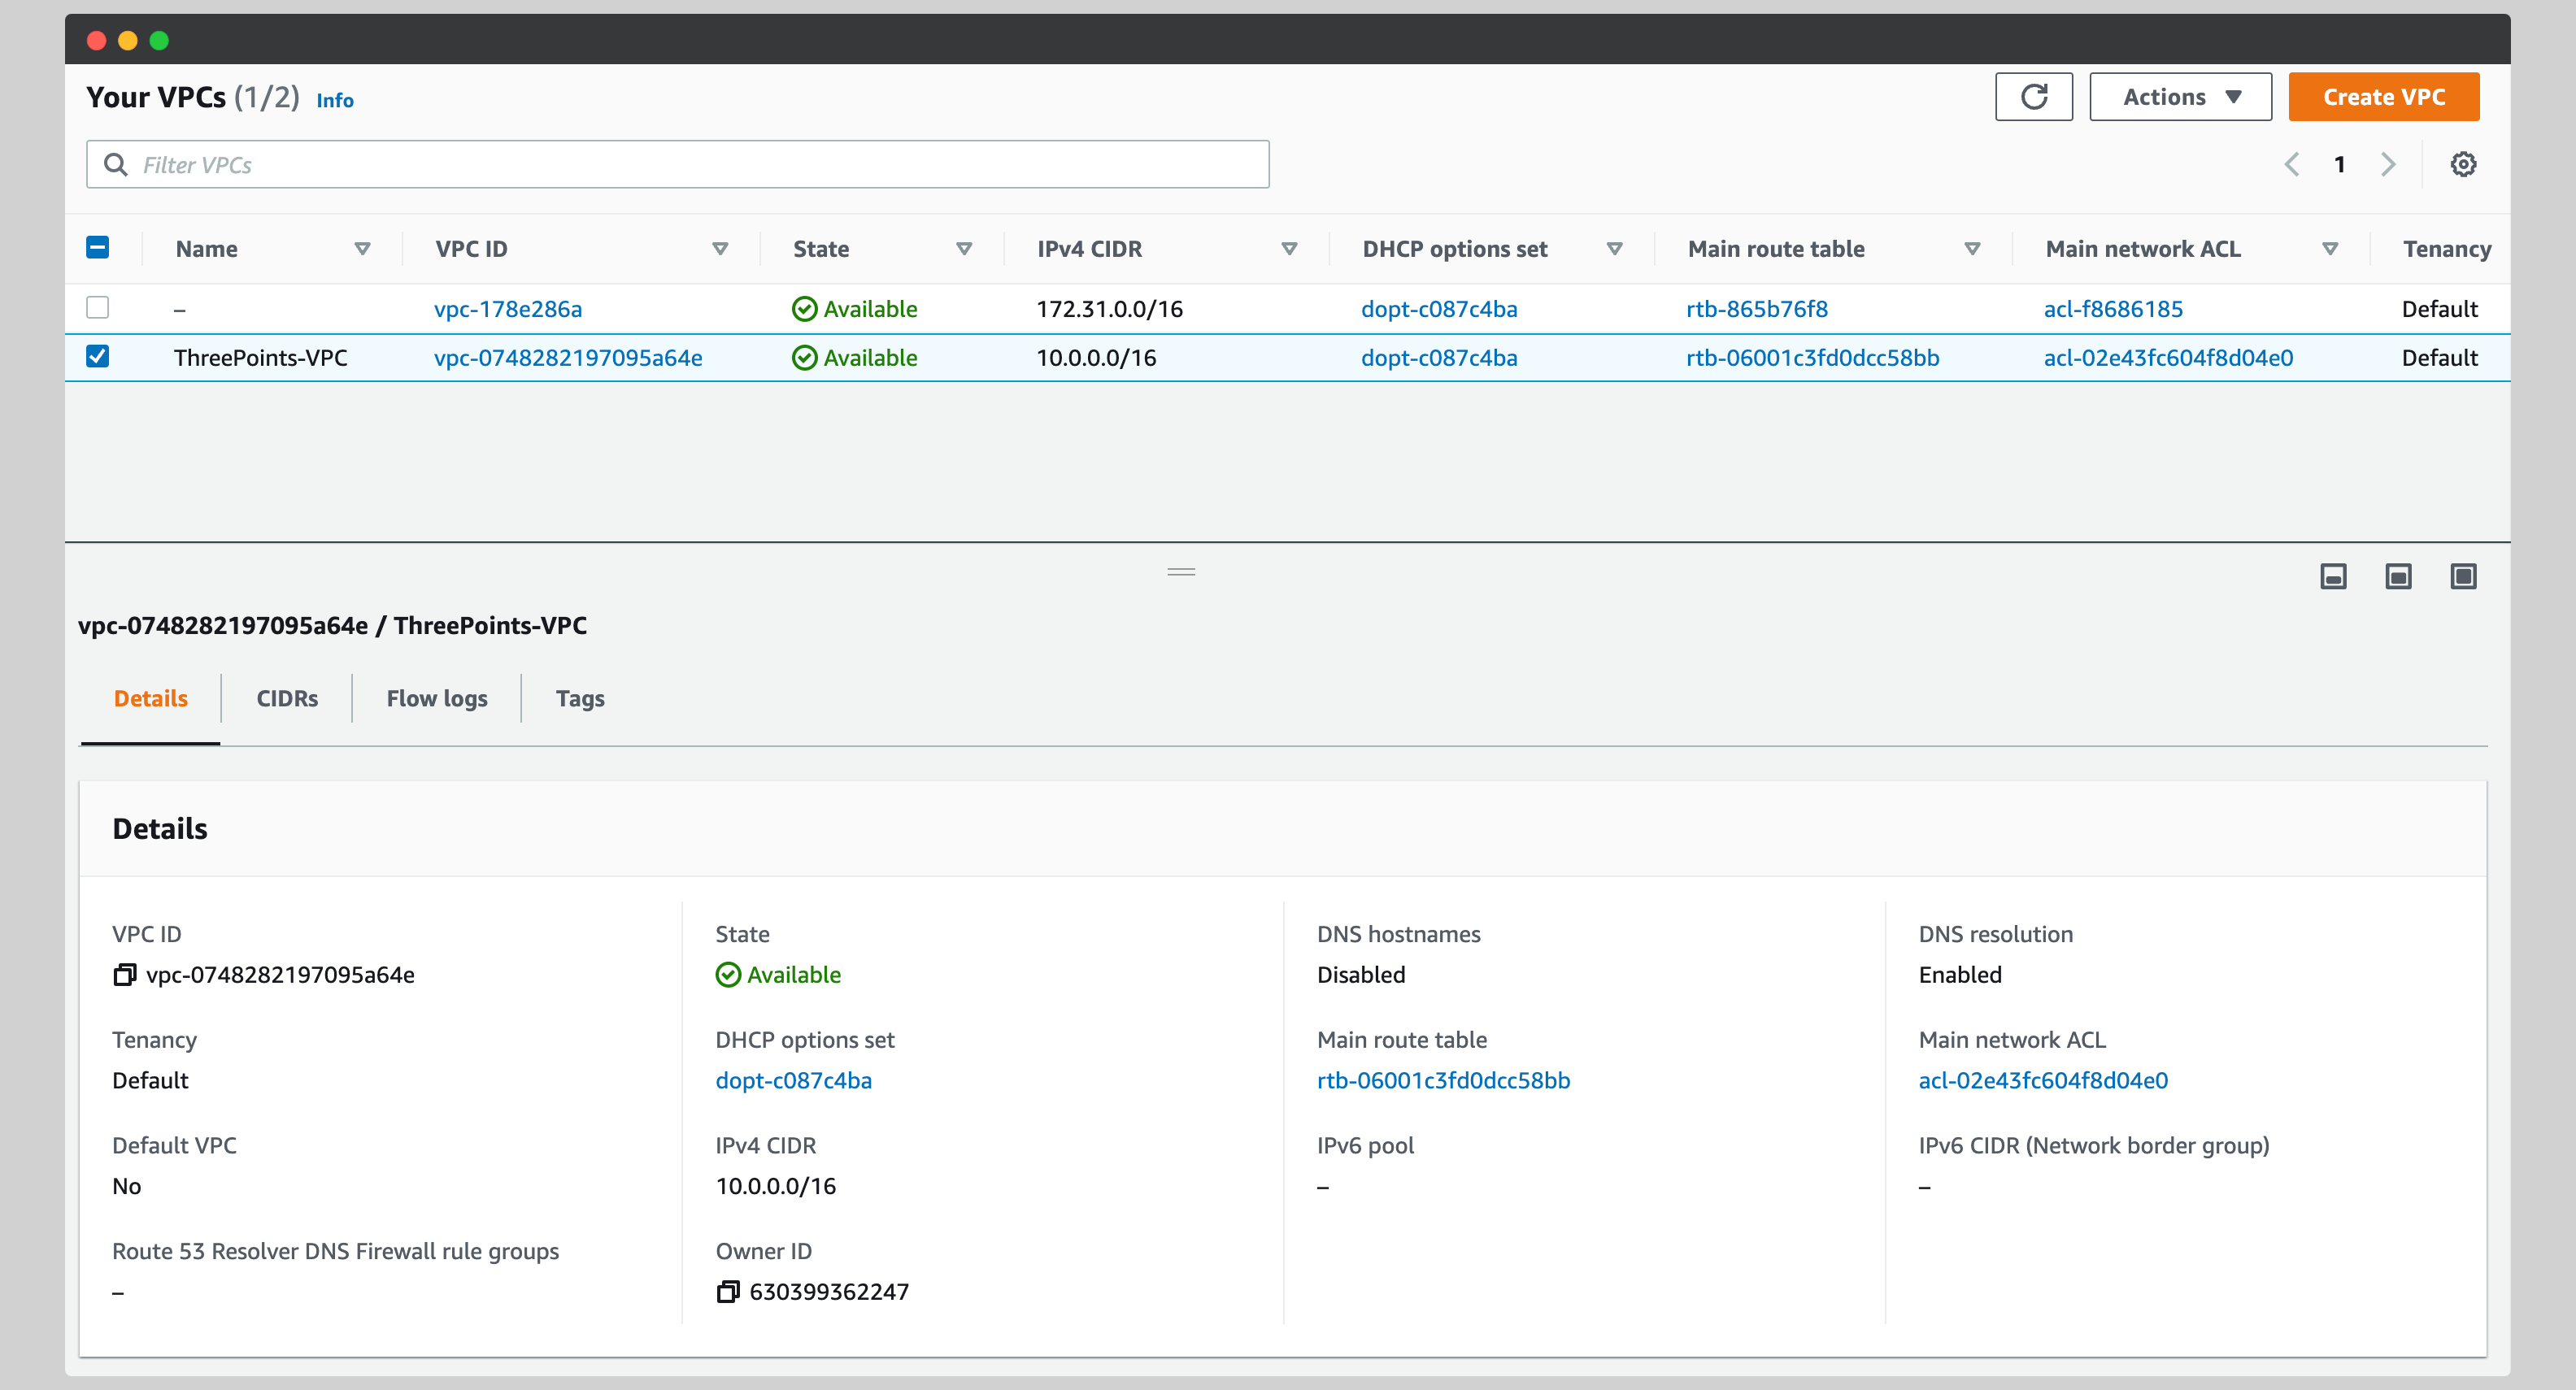 Your VPCs (1/2) Info
Actions
Create VPC
Filter VPCs
1
Name VPC ID State IPv4 CIDR DHCP options set Main route table Main network ACL Tenancy
– vpc-178e286a Available 172.31.0.0/16 dopt-c087c4ba rtb-865b76f8 acl-f8686185 Default
ThreePoints-VPC vpc-0748282197095a64e Available 10.0.0.0/16 dopt-c087c4ba rtb-06001c3fd0dcc58bb acl-02e43fc604f8d04e0 Default
vpc-0748282197095a64e / ThreePoints-VPC
Details CIDRs Flow logs Tags
Details
VPC ID State DNS hostnames DNS resolution
vpc-0748282197095a64e Available Disabled Enabled
Tenancy DHCP options set Main route table Main network ACL
Default dopt-c087c4ba rtb-06001c3fd0dcc58bb acl-02e43fc604f8d04e0
Default VPC IPv4 CIDR IPv6 pool IPv6 CIDR (Network border group)
No 10.0.0.0/16 – –
Route 53 Resolver DNS Firewall rule groups Owner ID
– 630399362247